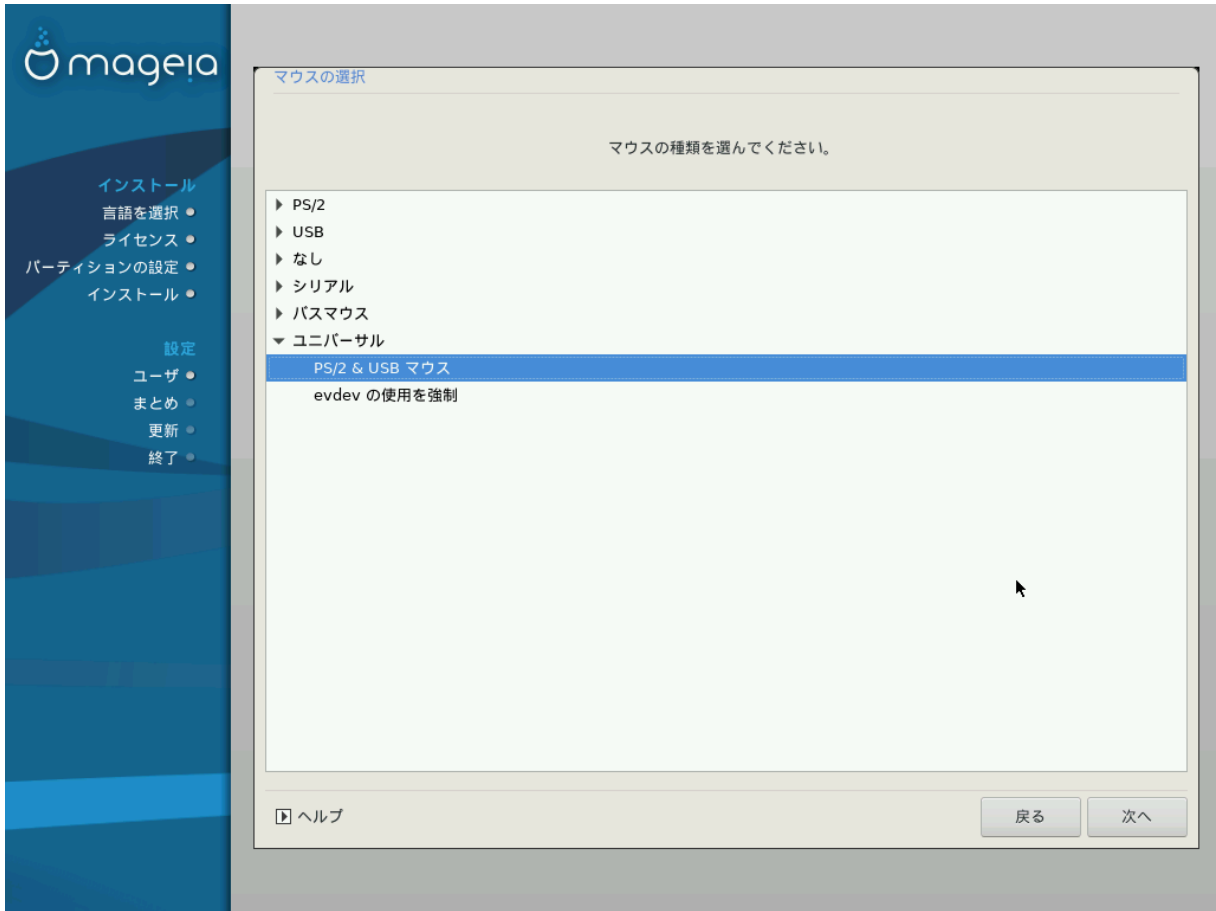 mageia
インストール
言語を選択
ライセンス
パーティションの設定
インストール
設定
ユーザ
まとめ
更新
終了
マウスの選択
マウスの種類を選んでください。
PS/2
USB
なし
シリアル
バスマウス
ユニバーサル
PS/2 & USB マウス
evdev の使用を強制
ヘルプ
戻る
次へ